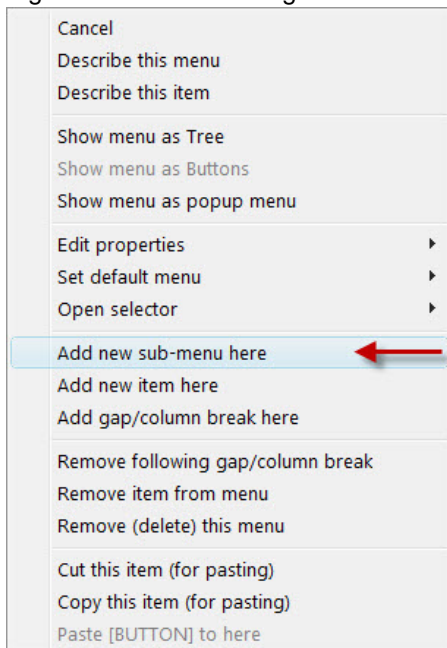 Cancel
Describe this menu
Describe this item
Show menu as Tree
Show menu as Buttons
Show menu as popup menu
Edit properties
Set default menu
Open selector
Add new sub-menu here
Add new item here
Add gap/column break here
Remove following gap/column break
Remove item from menu
Remove (delete) this menu
Cut this item (for pasting)
Copy this item (for pasting)
Paste [BUTTON] to here